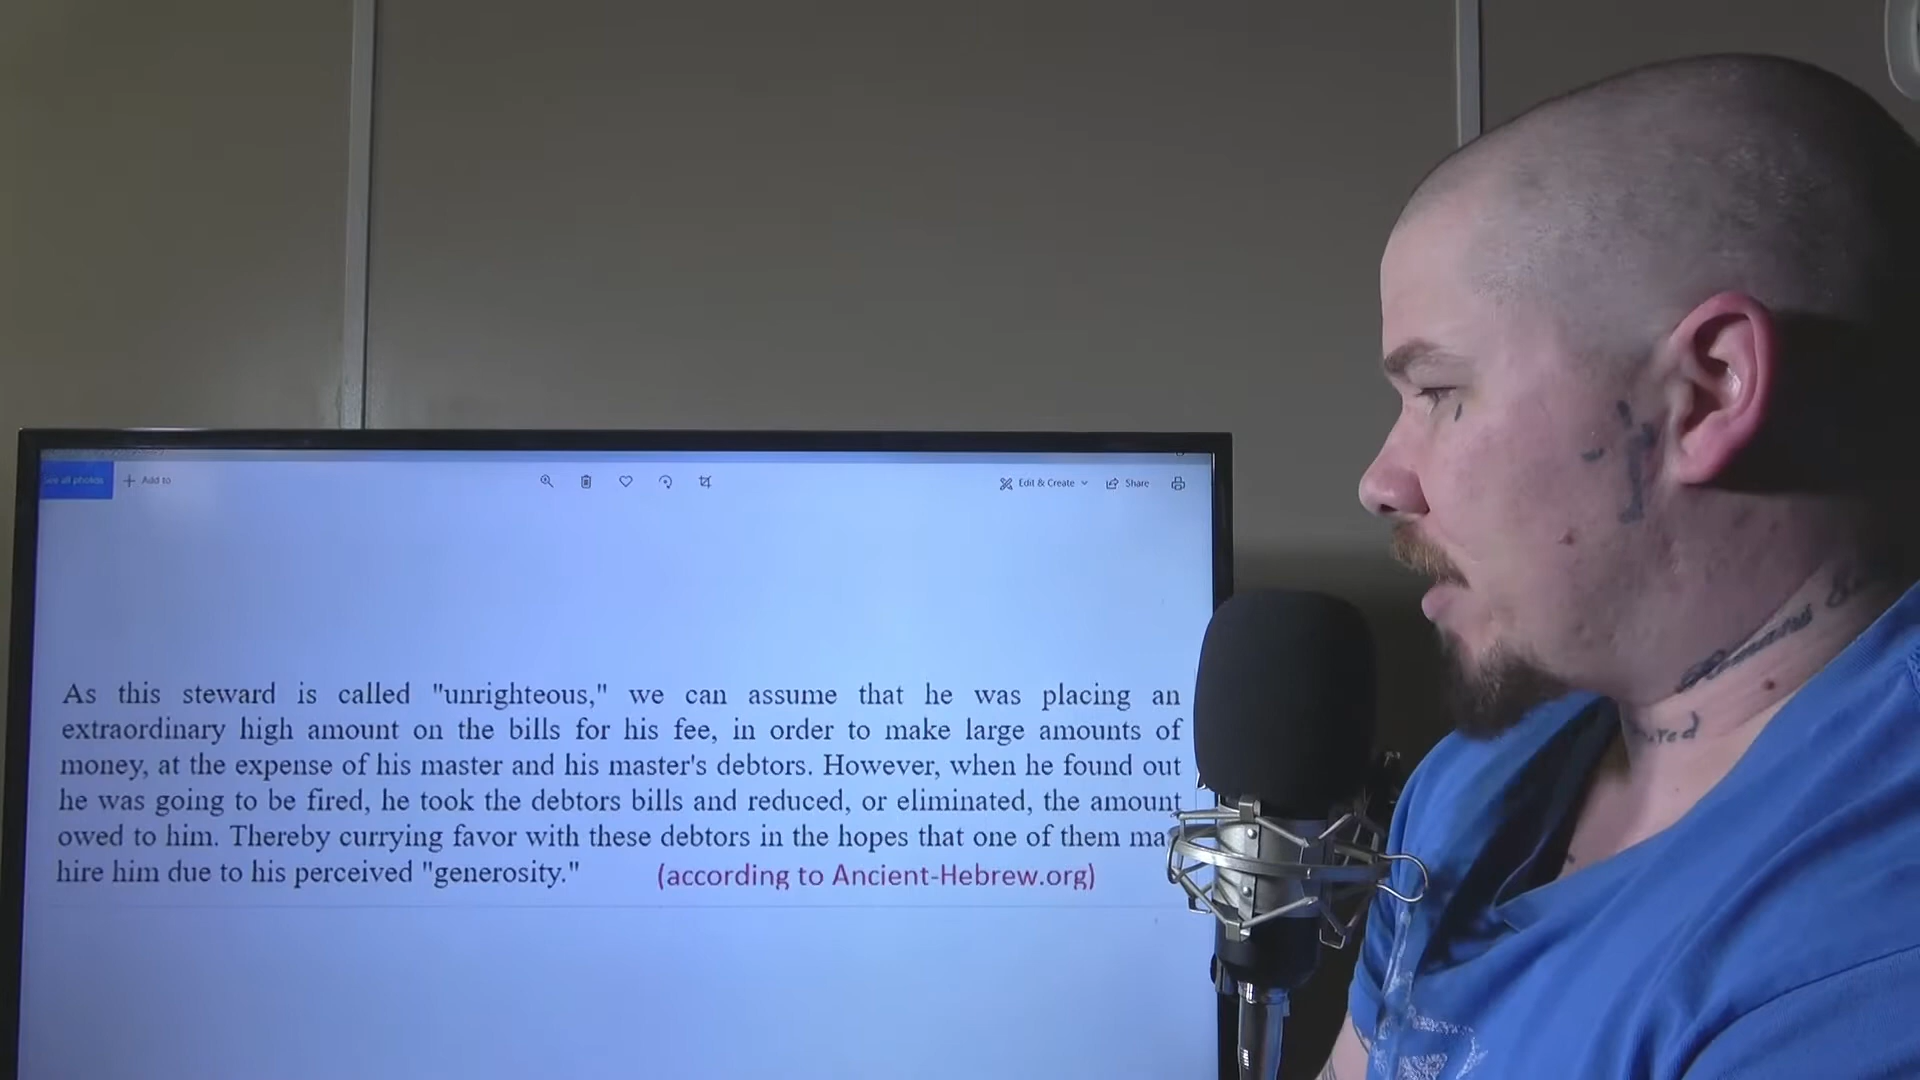 See all photos + Add to Edit & Create Share
As this steward is called "unrighteous," we can assume that he was placing an
extraordinary high amount on the bills for his fee, in order to make large amounts of
money, at the expense of his master and his master's debtors. However, when he found out
he was going to be fired, he took the debtors bills and reduced, or eliminated, the amount
owed to him. Thereby currying favor with these debtors in the hopes that one of them ma
hire him due to his perceived "generosity." (according to Ancient-Hebrew.org)